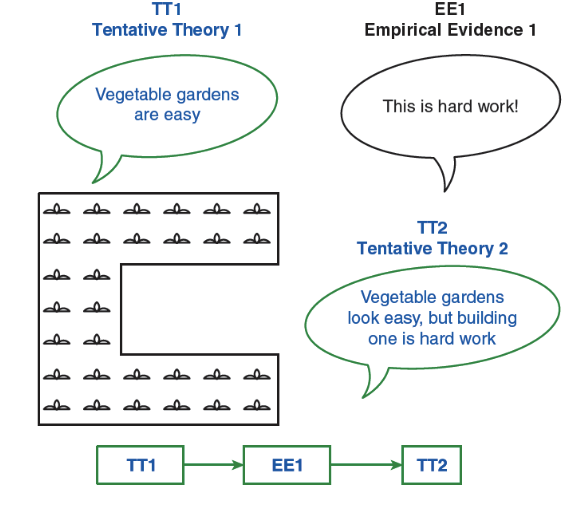 TT1
Tentative Theory 1
Vegetable gardens
are easy
EE1
Empirical Evidence 1
This is hard work!
TT2
Tentative Theory 2
Vegetable gardens
look easy, but building
one is hard work
TT1
EE1
TT2